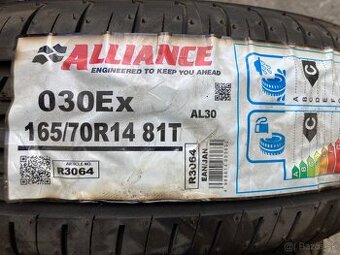 ALLIANCE
ENGINEERED TO KEEP YOU AHEAD
030Ex
AL30
165/70R14 81T
ARTICLE NO
R3064
R3064
EAN/JAN
C
C
A